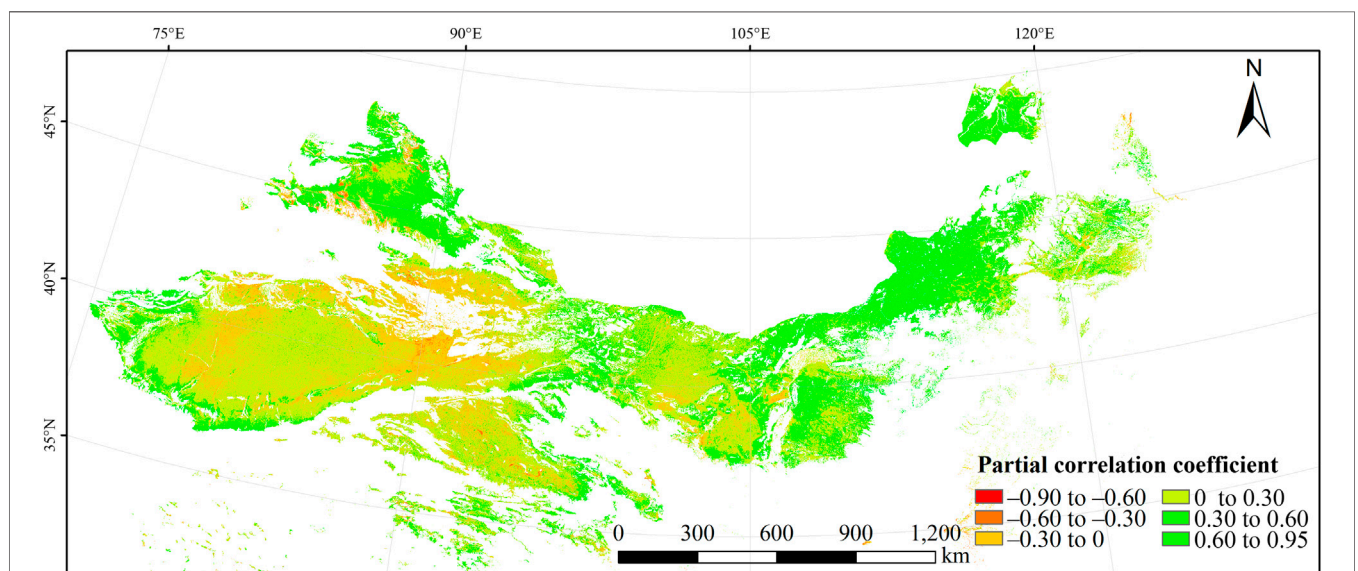 75°E 90°E 105°E 120°E
N
45°N
40°N
35°N
Partial correlation coefficient
–0.90 to –0.60 0 to 0.30
–0.60 to –0.30 0.30 to 0.60
–0.30 to 0 0.60 to 0.95
0 300 600 900 1,200
km